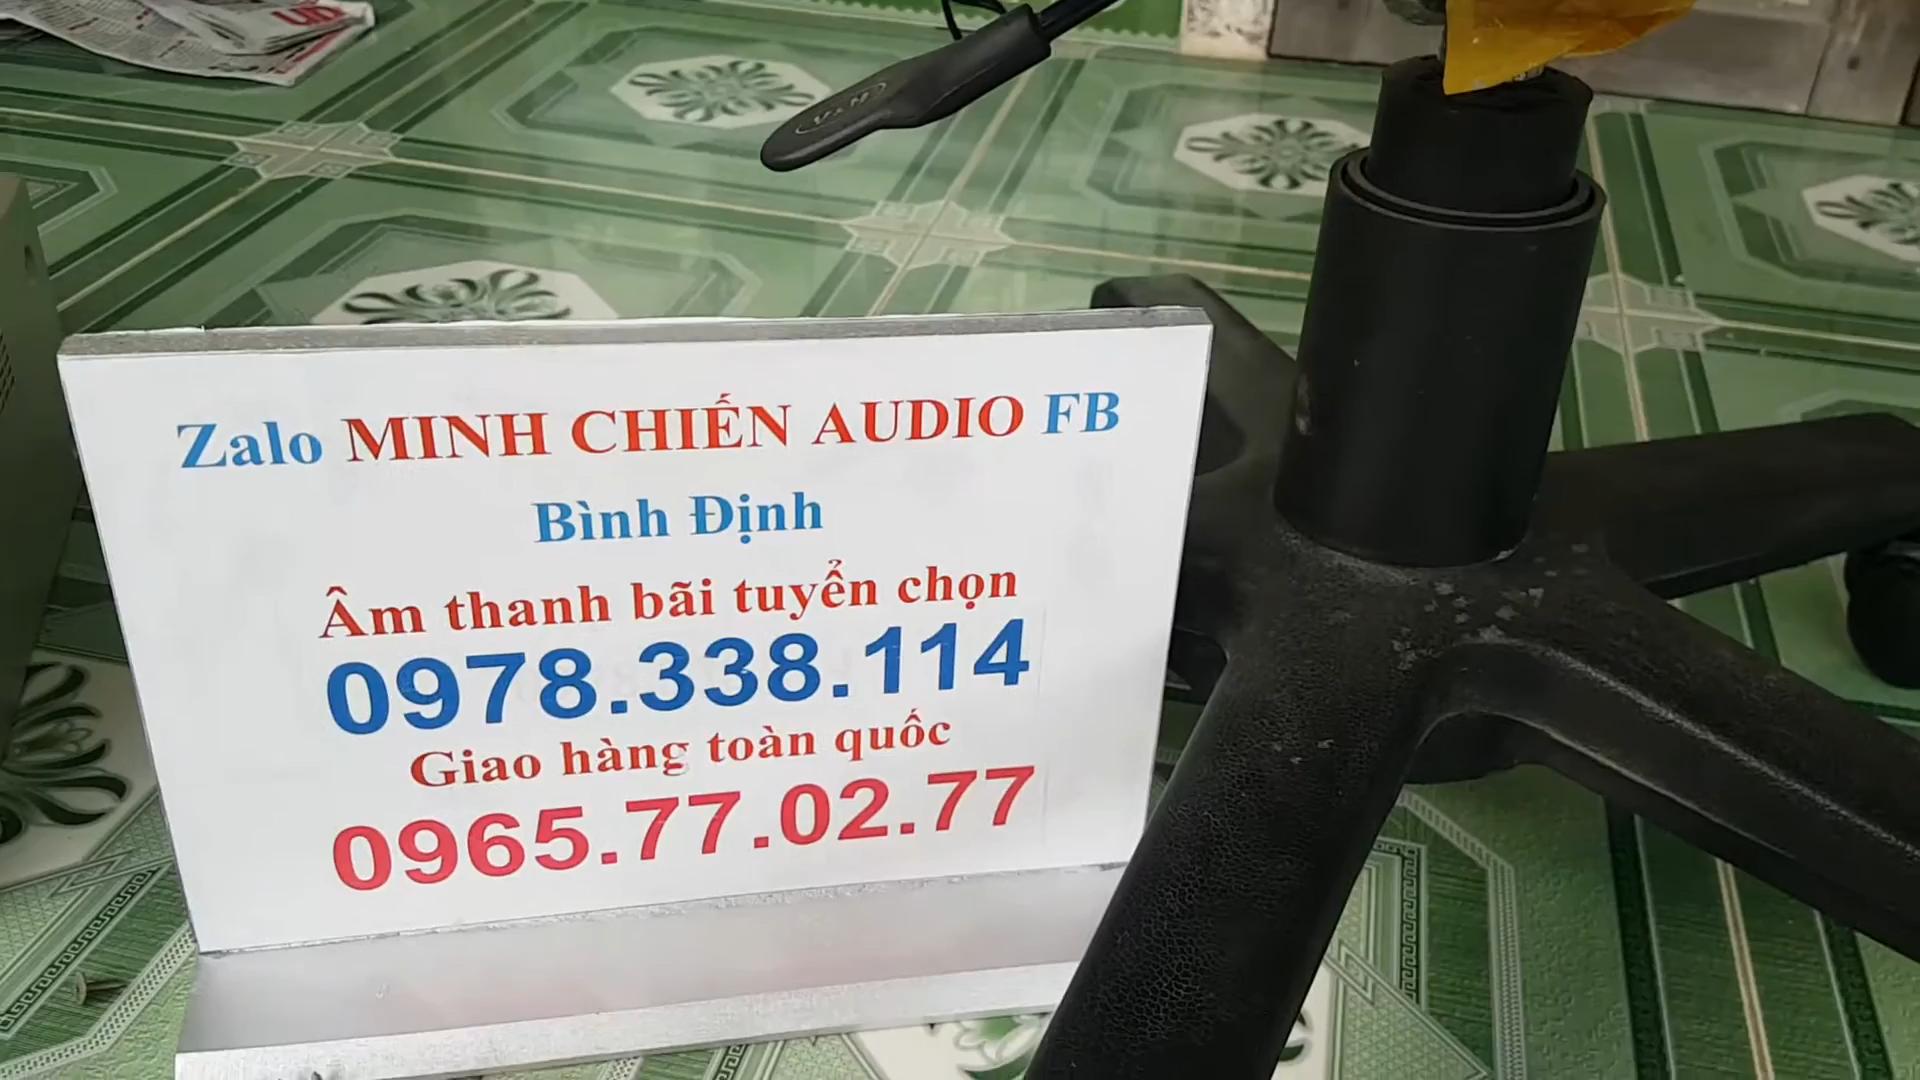 Zalo MINH CHIẾN AUDIO FB
Bình Định
Âm thanh bãi tuyển chọn
0978.338.114
Giao hàng toàn quốc
0965.77.02.77